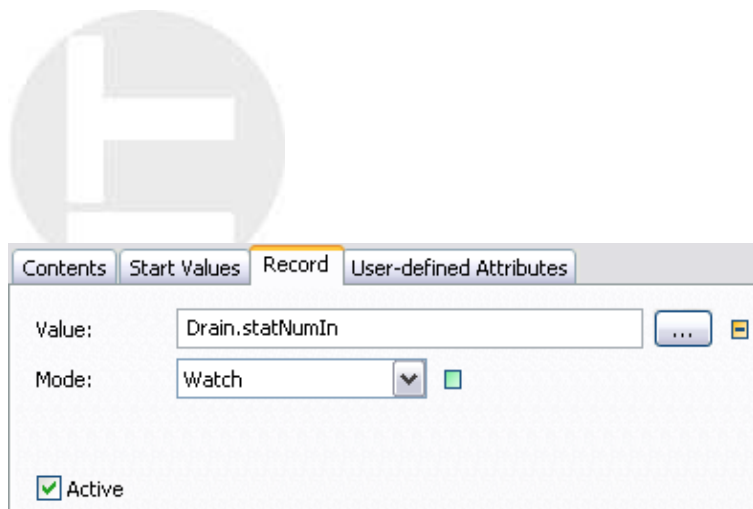 Contents Start Values Record User-defined Attributes
Value: Drain.statNumIn ...
Mode: Watch
Active